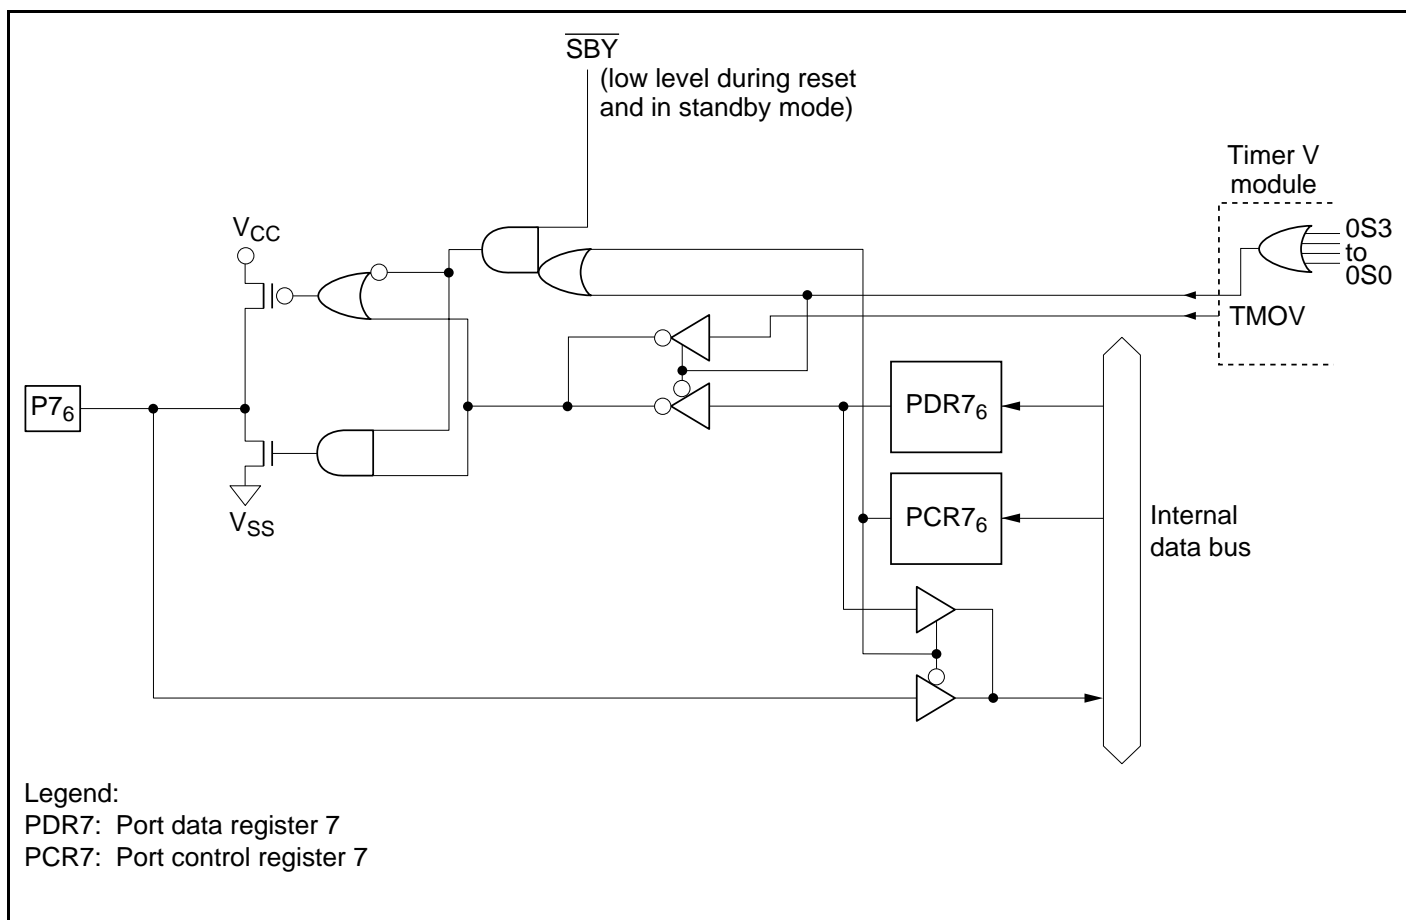 SBY
(low level during reset
and in standby mode)
Timer V
module
VCC
0S3
to
0S0
TMOV
P76
PDR76
VSS
PCR76
Internal
data bus
Legend:
PDR7: Port data register 7
PCR7: Port control register 7